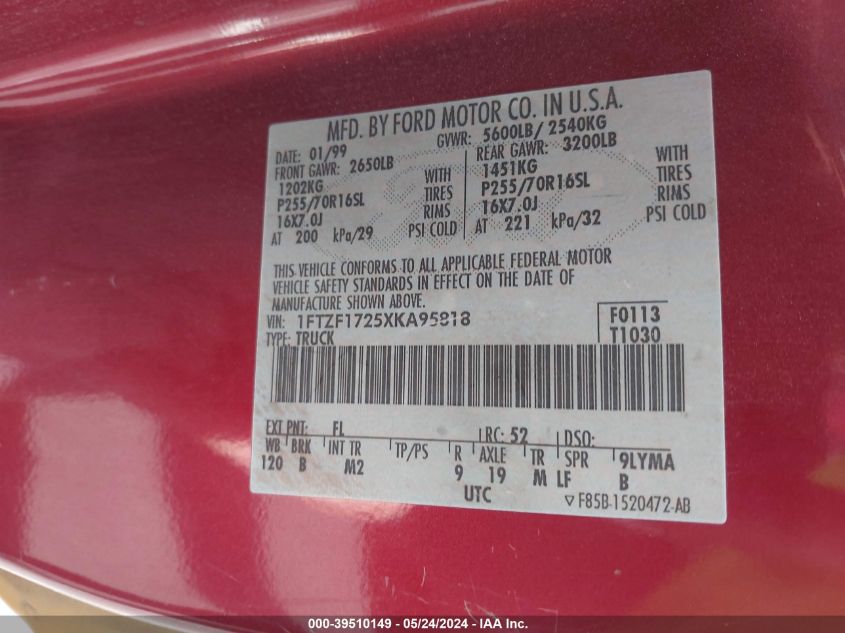 MFD. BY FORD MOTOR CO. IN U.S.A.
DATE: 01/99 GVWR: 5600LB/ 2540KG
FRONT GAWR: 2650LB REAR GAWR: 3200LB
1202KG WITH 1451KG WITH
P255/70R16SL TIRES P255/70R16SL TIRES
16X7.0J RIMS 16X7.0J RIMS
AT 200 kPa/29 PSI COLD AT 221 kPa/32 PSI COLD
THIS VEHICLE CONFORMS TO ALL APPLICABLE FEDERAL MOTOR
VEHICLE SAFETY STANDARDS IN EFFECT ON THE DATE OF
MANUFACTURE SHOWN ABOVE.
VIN: 1FTZF1725XKA95818 F0113
TYPE: TRUCK T1030
EXT PNT: FL RC: 52 DSO:
WB BRK INT TR TP/PS R AXLE TR SPR 9LYMA
120 B M2 9 19 M LF B
UTC F85B-1520472-AB
000-39510149 - 05/24/2024 - IAA Inc.